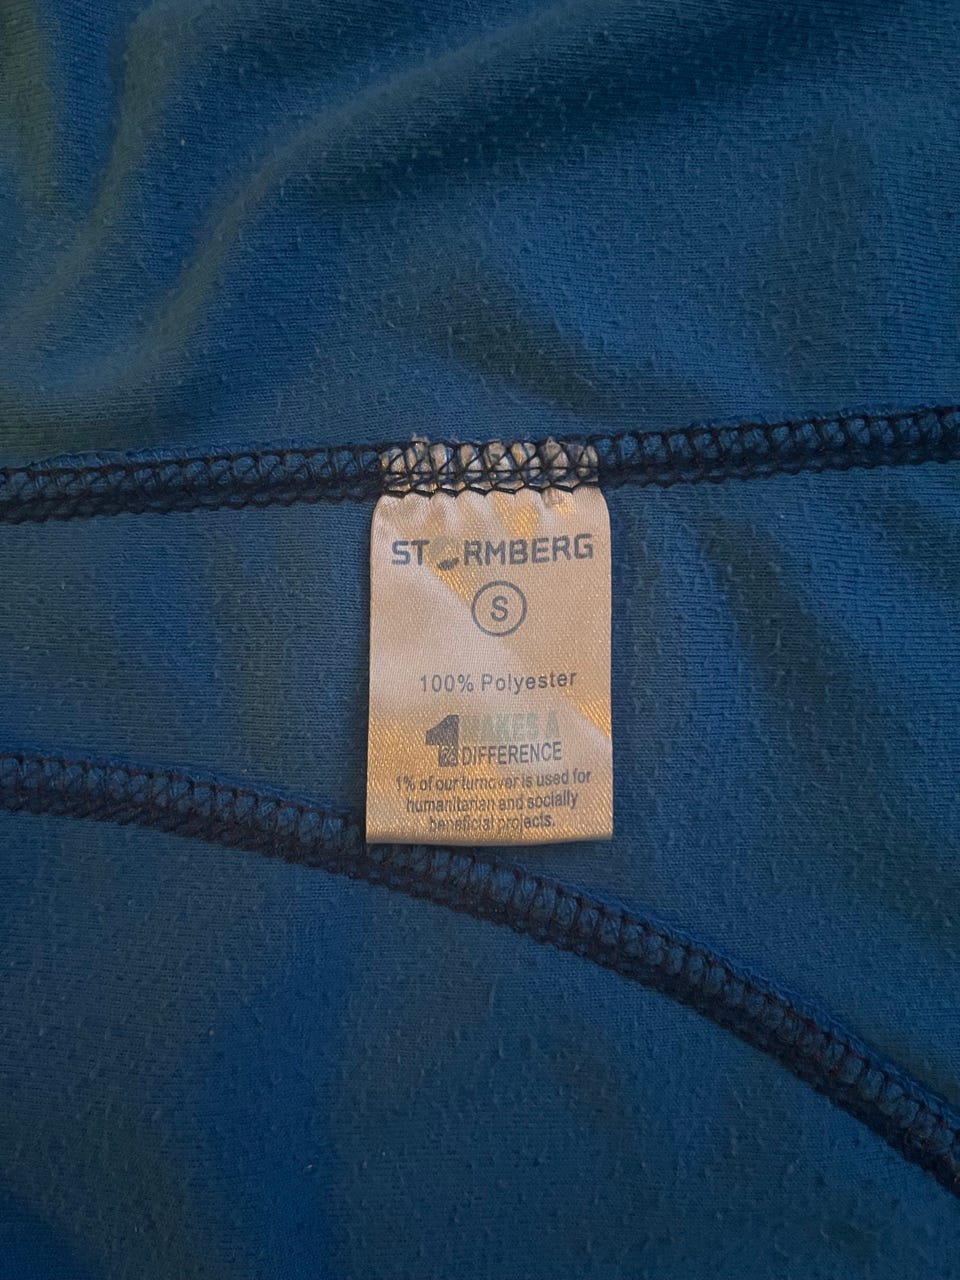 STORMBERG
S
100% Polyester
1% MAKES A
DIFFERENCE
1% of our turnover is used for
humanitarian and socially
beneficial projects.